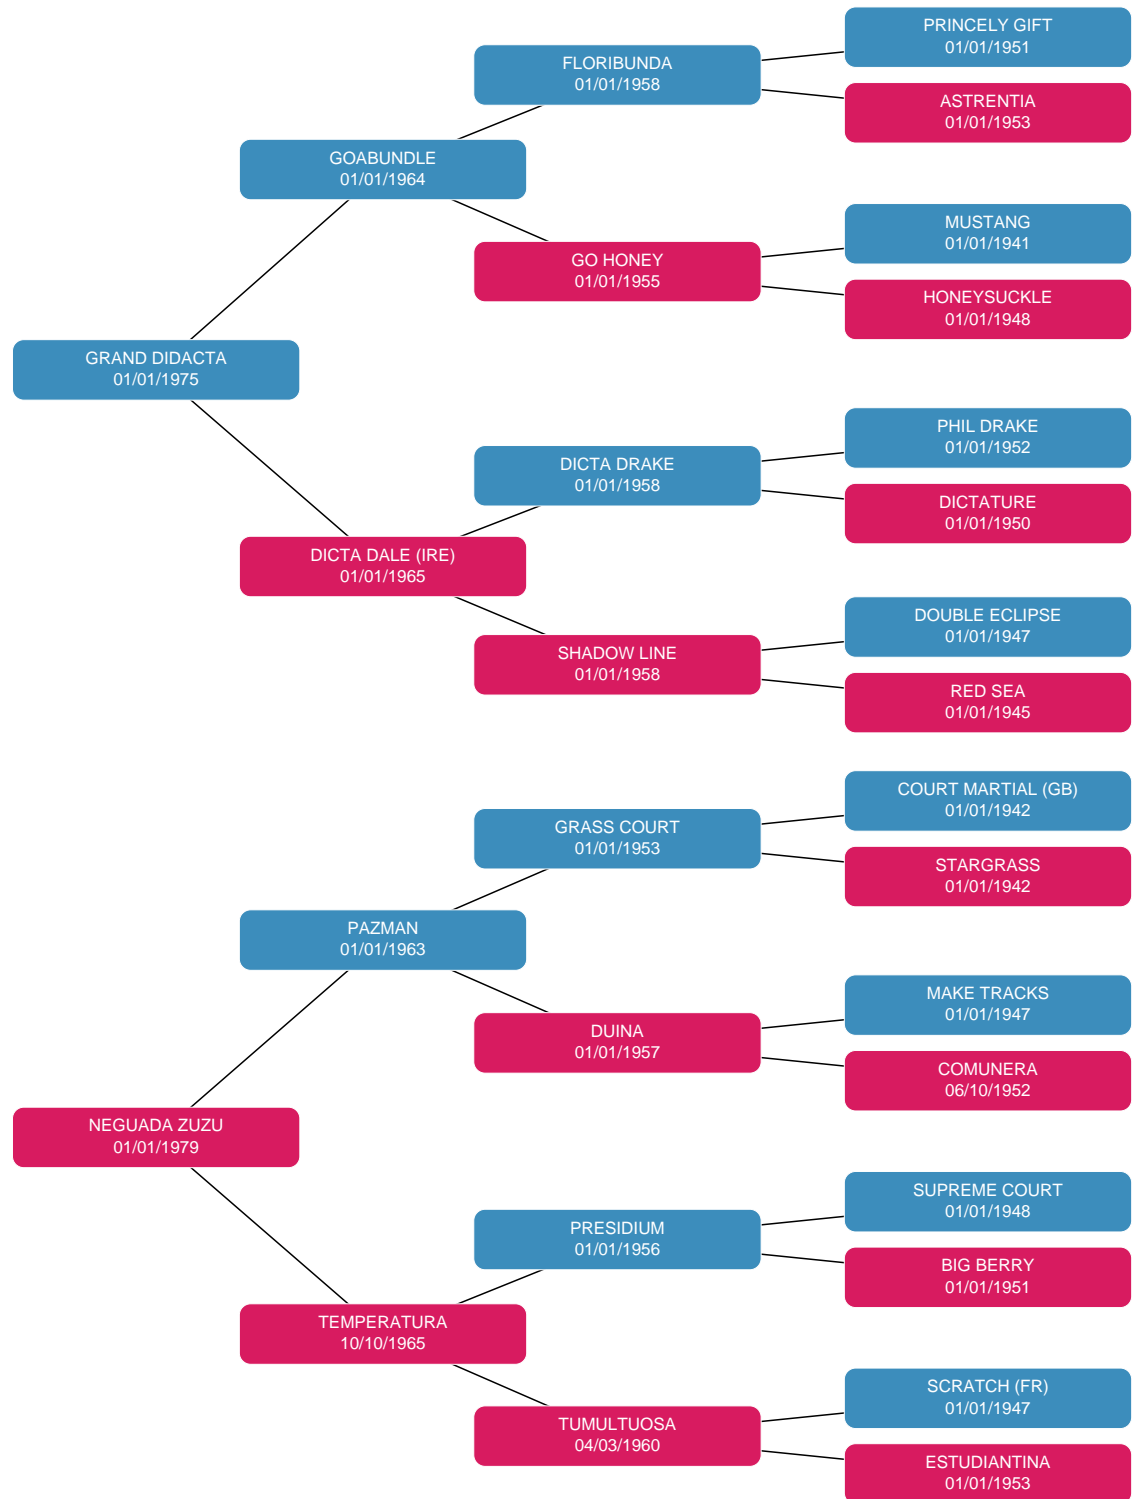 PRINCELY GIFT
01/01/1951
FLORIBUNDA
01/01/1958
ASTRENTIA
01/01/1953
GOABUNDLE
01/01/1964
MUSTANG
01/01/1941
GO HONEY
01/01/1955
HONEYSUCKLE
01/01/1948
GRAND DIDACTA
01/01/1975
PHIL DRAKE
01/01/1952
DICTA DRAKE
01/01/1958
DICTATURE
01/01/1950
DICTA DALE (IRE)
01/01/1965
DOUBLE ECLIPSE
01/01/1947
SHADOW LINE
01/01/1958
RED SEA
01/01/1945
COURT MARTIAL (GB)
01/01/1942
GRASS COURT
01/01/1953
STARGRASS
01/01/1942
PAZMAN
01/01/1963
MAKE TRACKS
01/01/1947
DUINA
01/01/1957
COMUNERA
06/10/1952
NEGUADA ZUZU
01/01/1979
SUPREME COURT
01/01/1948
PRESIDIUM
01/01/1956
BIG BERRY
01/01/1951
TEMPERATURA
10/10/1965
SCRATCH (FR)
01/01/1947
TUMULTUOSA
04/03/1960
ESTUDIANTINA
01/01/1953